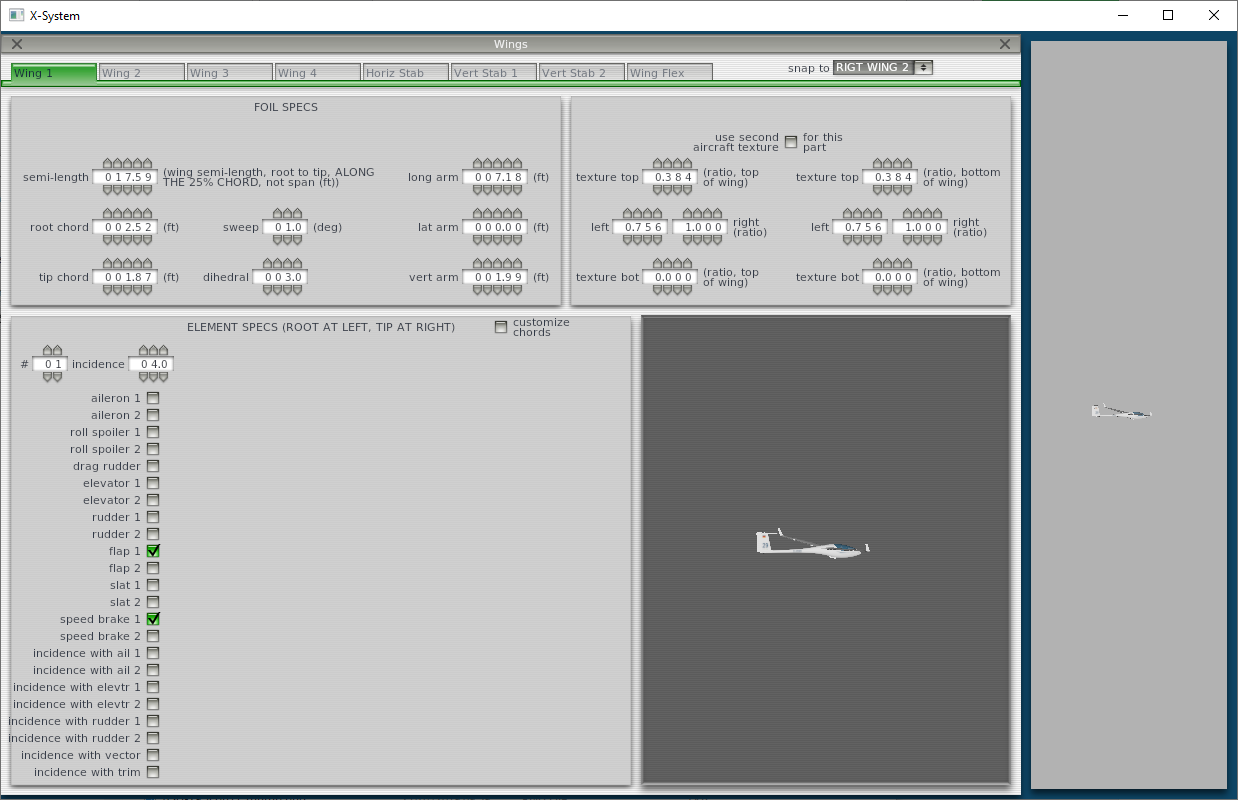 X-System
Wings
Wing 1 Wing 2 Wing 3 Wing 4 Horiz Stab Vert Stab 1 Vert Stab 2 Wing Flex
snap to RIGT WING 2
FOIL SPECS
use second
aircraft texture
for this
part
semi-length 0 1 7.5 9 (wing semi-length, root to tip, ALONG
THE 25% CHORD, not span (ft))
long arm 0 0 7.1 8 (ft)
texture top 0.3 8 4 (ratio, top
of wing)
texture top 0.3 8 4 (ratio, bottom
of wing)
root chord 0 0 2.5 2 (ft) sweep 0 1.0 (deg) lat arm 0 0 0.0 0 (ft)
left 0.7 5 6 1.0 0 0 right
(ratio)
left 0.7 5 6 1.0 0 0 right
(ratio)
tip chord 0 0 1.8 7 (ft) dihedral 0 0 3.0 vert arm 0 0 1.9 9 (ft)
texture bot 0.0 0 0 (ratio, top
of wing)
texture bot 0.0 0 0 (ratio, bottom
of wing)
ELEMENT SPECS (ROOT AT LEFT, TIP AT RIGHT)
customize
chords
# 0 1 incidence 0 4.0
aileron 1
aileron 2
roll spoiler 1
roll spoiler 2
drag rudder
elevator 1
elevator 2
rudder 1
rudder 2
flap 1
flap 2
slat 1
slat 2
speed brake 1
speed brake 2
incidence with ail 1
incidence with ail 2
incidence with elevtr 1
incidence with elevtr 2
incidence with rudder 1
incidence with rudder 2
incidence with vector
incidence with trim